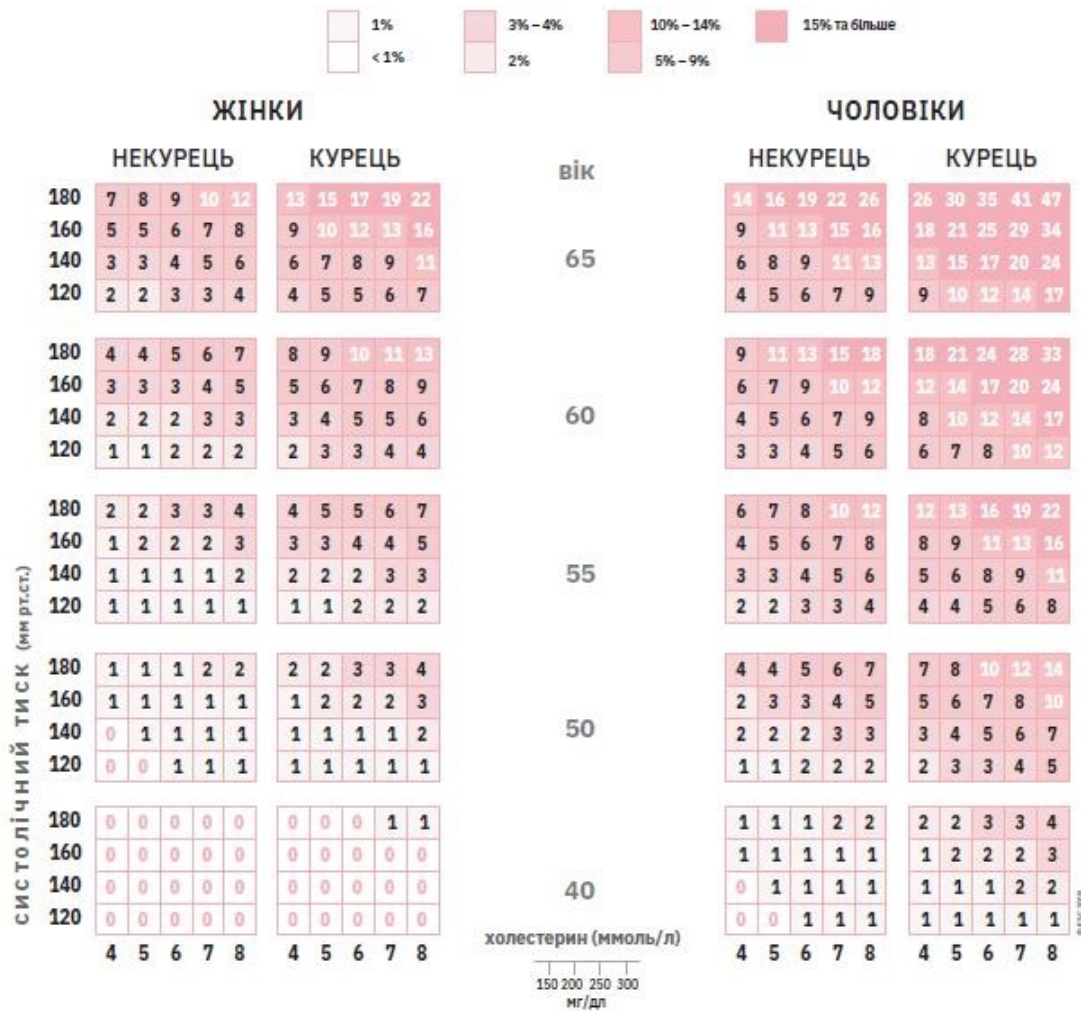 1% 3% – 4% 10% – 14% 15% та більше
< 1% 2% 5% – 9%
ЖІНКИ ЧОЛОВІКИ
НЕКУРЕЦЬ КУРЕЦЬ вік НЕКУРЕЦЬ КУРЕЦЬ
180 7 8 9 10 12 13 15 17 19 22 14 16 19 22 26 26 30 35 41 47
160 5 5 6 7 8 9 10 12 13 16 9 11 13 15 16 18 21 25 29 34
140 3 3 4 5 6 6 7 8 9 11 65 6 8 9 11 13 13 15 17 20 24
120 2 2 3 3 4 4 5 5 6 7 4 5 6 7 9 9 10 12 14 17
180 4 4 5 6 7 8 9 10 11 13 9 11 13 15 18 18 21 24 28 33
160 3 3 3 4 5 5 6 7 8 9 6 7 9 10 12 12 14 17 20 24
140 2 2 2 3 3 3 4 5 5 6 60 4 5 6 7 9 8 10 12 14 17
120 1 1 2 2 2 2 3 3 4 4 3 3 4 5 6 6 7 8 10 12
180 2 2 3 3 4 4 5 5 6 7 6 7 8 10 12 12 13 16 19 22
160 1 2 2 2 3 3 3 4 4 5 4 5 6 7 8 8 9 11 13 16
140 1 1 1 1 2 2 2 2 3 3 55 3 3 4 5 6 5 6 8 9 11
120 1 1 1 1 1 1 1 2 2 2 2 2 3 3 4 4 4 5 6 8
180 1 1 1 2 2 2 2 3 3 4 4 4 5 6 7 7 8 10 12 14
160 1 1 1 1 1 1 2 2 2 3 2 3 3 4 5 5 6 7 8 10
140 0 1 1 1 1 1 1 1 1 2 50 2 2 2 3 3 3 4 5 6 7
120 0 0 1 1 1 1 1 1 1 1 1 1 2 2 2 2 3 3 4 5
180 0 0 0 0 0 0 0 0 1 1 1 1 1 2 2 2 2 3 3 4
160 0 0 0 0 0 0 0 0 0 0 1 1 1 1 1 1 2 2 2 3
140 0 0 0 0 0 0 0 0 0 0 40 0 1 1 1 1 1 1 1 2 2
120 0 0 0 0 0 0 0 0 0 0 0 0 1 1 1 1 1 1 1 1
систолічний тиск (мм рт.ст.)
холестерин (ммоль/л)
4 5 6 7 8 4 5 6 7 8 4 5 6 7 8 4 5 6 7 8
150 200 250 300
мг/дл